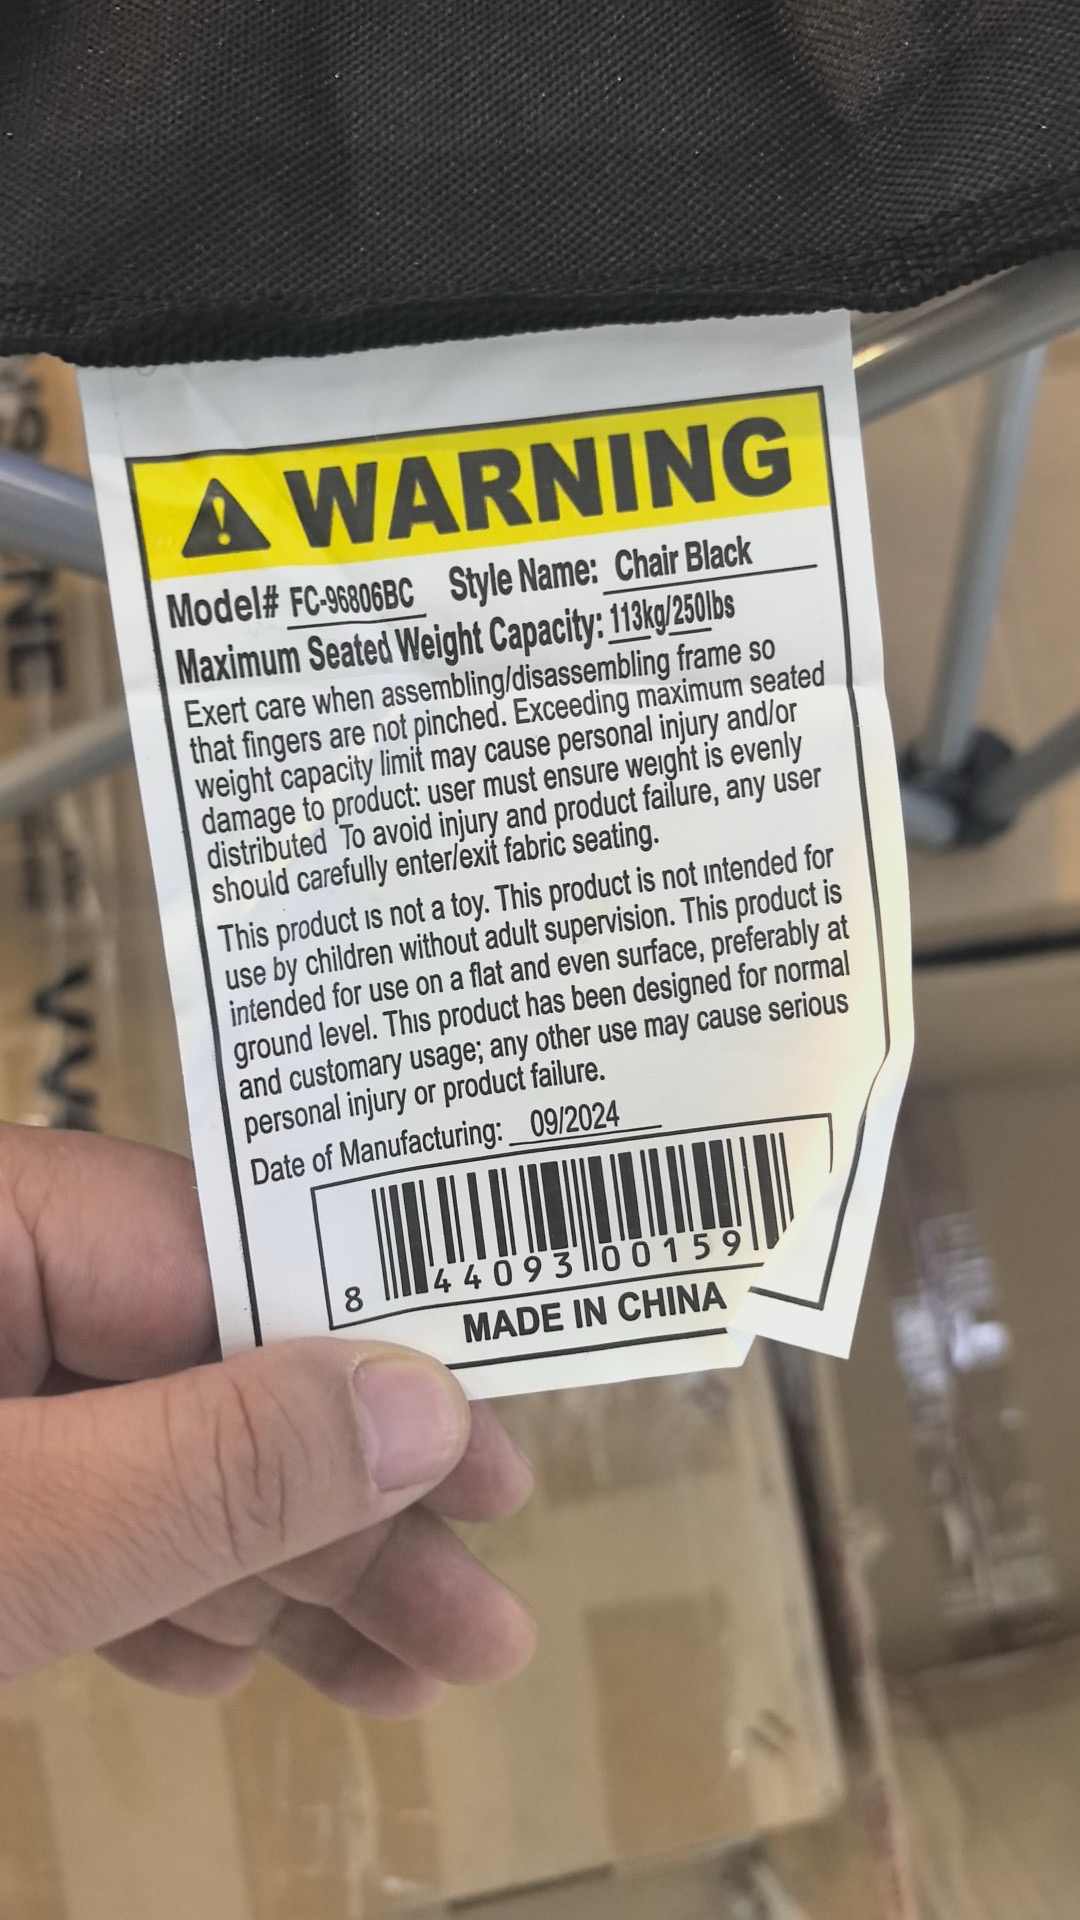 WARNING
Model# FC-96806BC Style Name: Chair Black
Maximum Seated Weight Capacity: 113kg/250lbs
Exert care when assembling/disassembling frame so
that fingers are not pinched. Exceeding maximum seated
weight capacity limit may cause personal injury and/or
damage to product: user must ensure weight is evenly
distributed To avoid injury and product failure, any user
should carefully enter/exit fabric seating.
This product is not a toy. This product is not intended for
use by children without adult supervision. This product is
intended for use on a flat and even surface, preferably at
ground level. This product has been designed for normal
and customary usage; any other use may cause serious
personal injury or product failure.
Date of Manufacturing: 09/2024
8 44093 00159
MADE IN CHINA